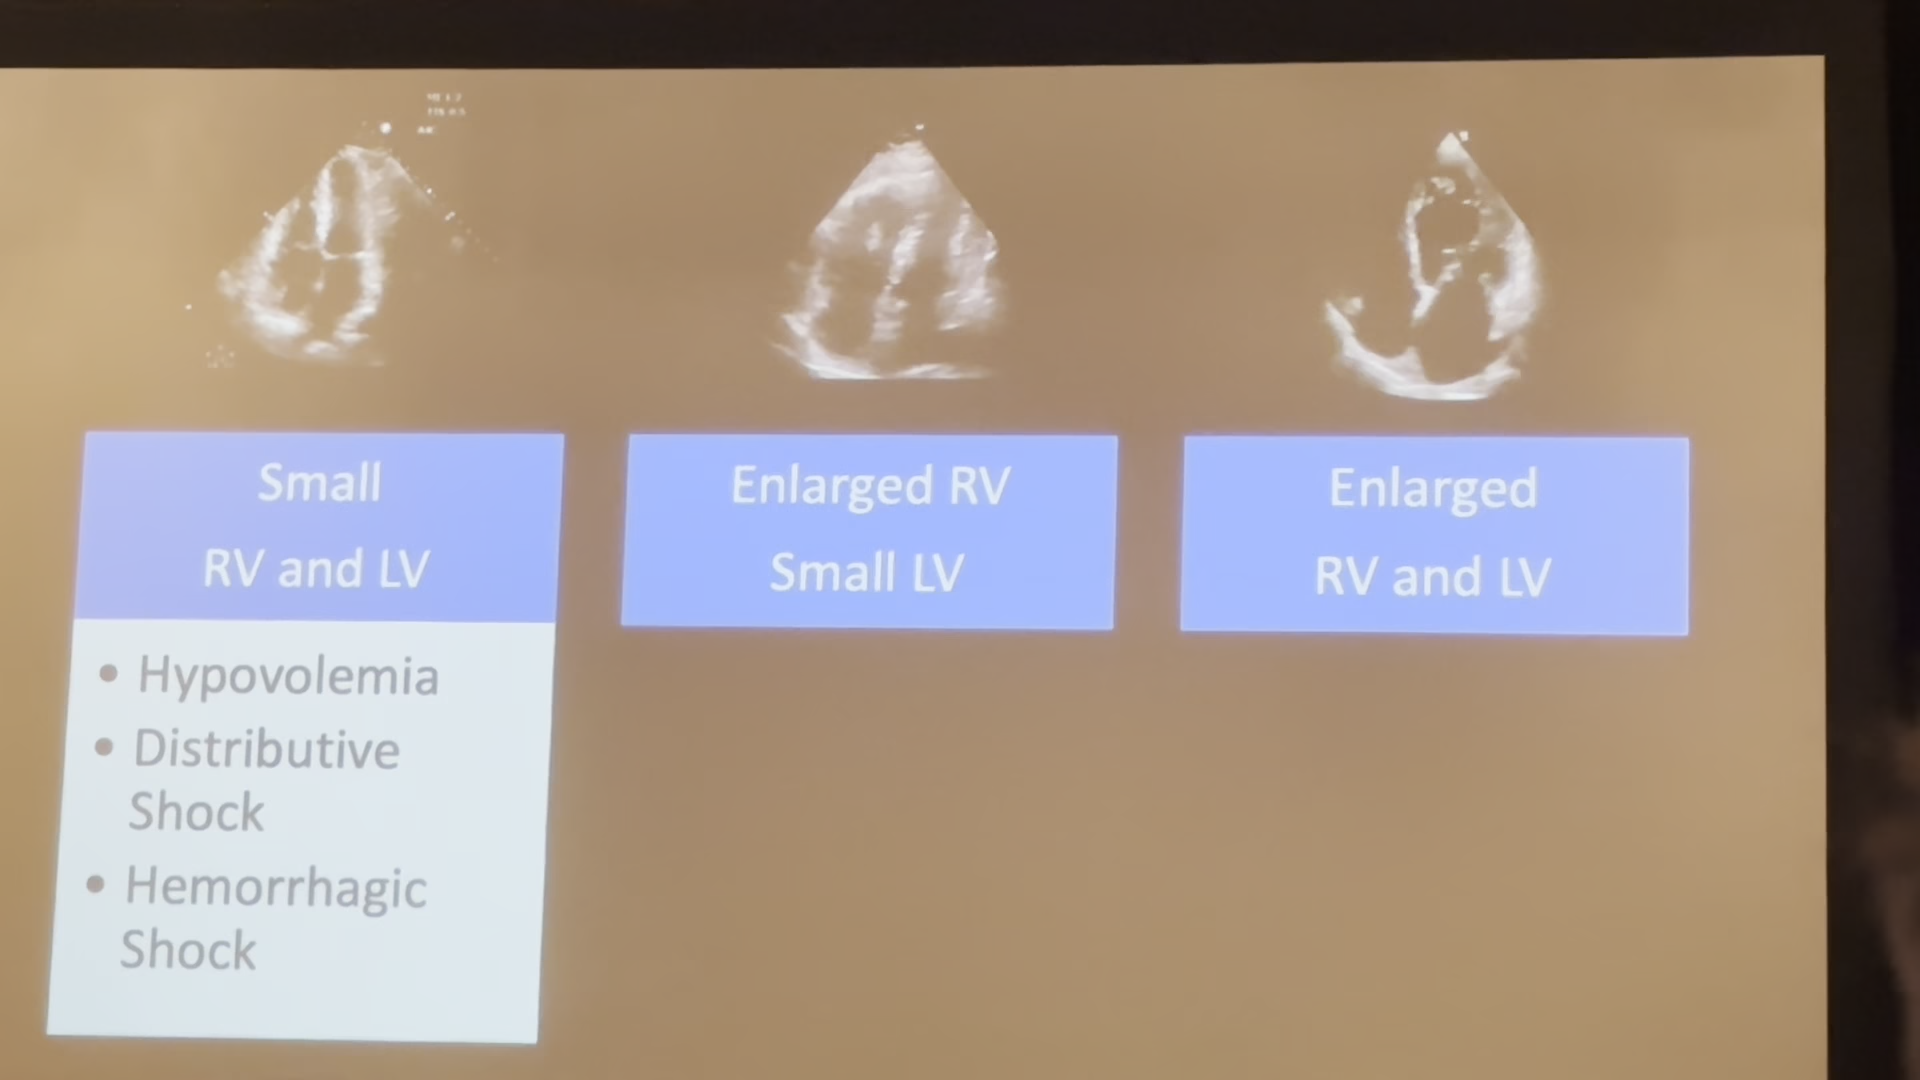 Small
RV and LV
Enlarged RV
Small LV
Enlarged
RV and LV
• Hypovolemia
• Distributive
Shock
• Hemorrhagic
Shock